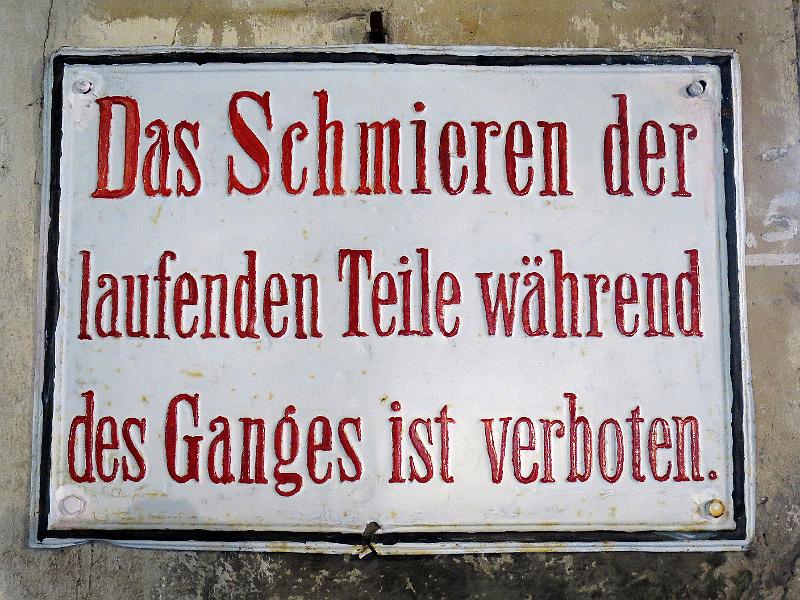 Das Schmieren der
laufenden Teile während
des Ganges ist verboten.